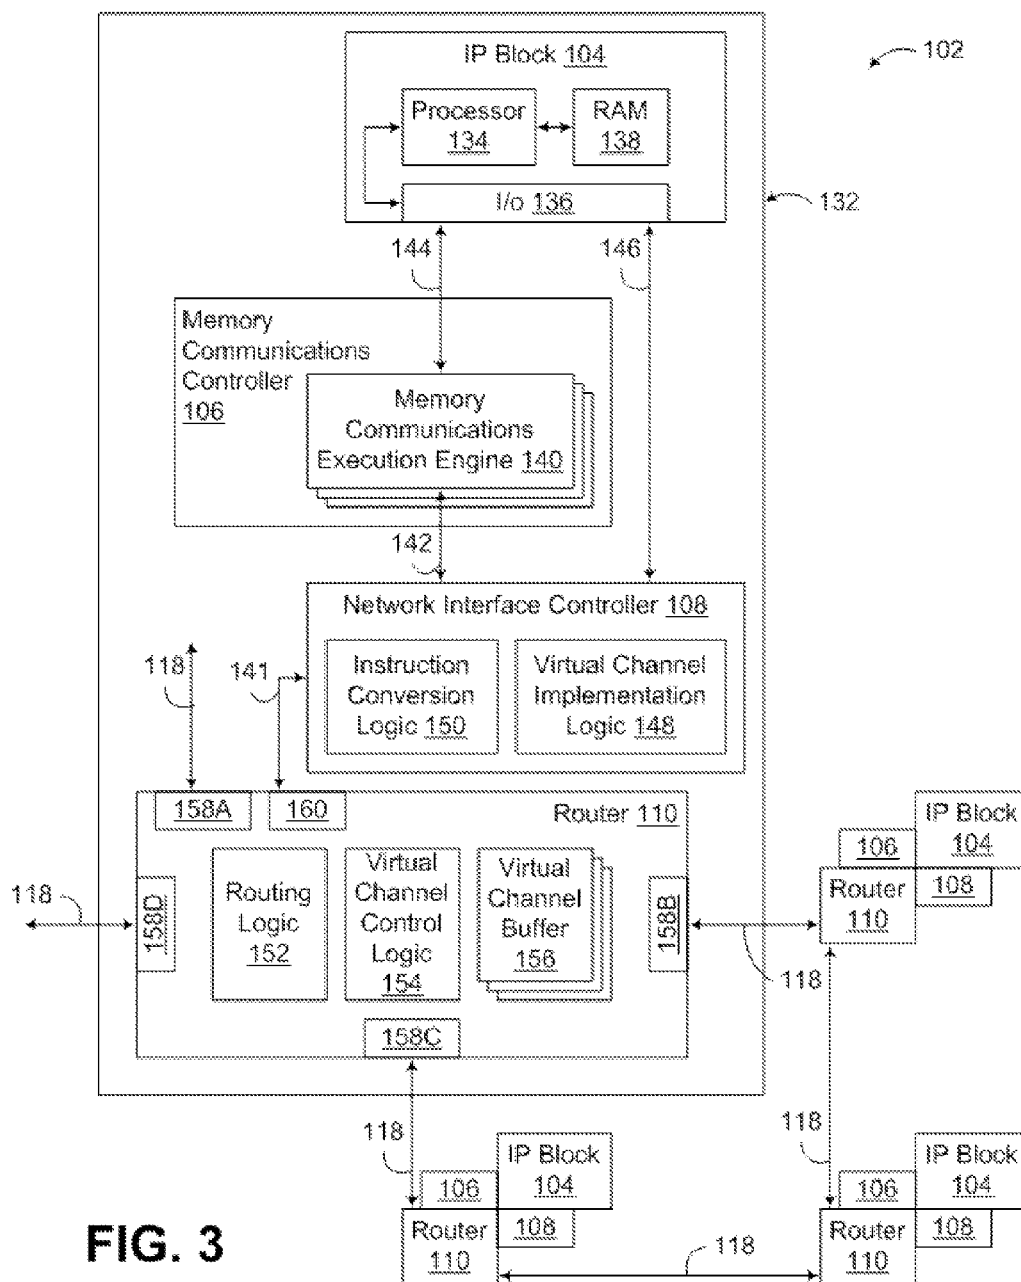 IP Block 104
102
Processor
134
RAM
138
I/o 136
132
144
146
Memory
Communications
Controller
106
Memory
Communications
Execution Engine 140
142
Network Interface Controller 108
118
141
Instruction
Conversion
Logic 150
Virtual Channel
Implementation
Logic 148
158A
160
Router 110
IP Block
104
106
Router
110
108
118
158D
Routing
Logic
152
Virtual
Channel
Control
Logic
154
Virtual
Channel
Buffer
156
158B
118
158C
118
118
IP Block
104
106
Router
110
108
IP Block
104
106
Router
110
108
118
FIG. 3